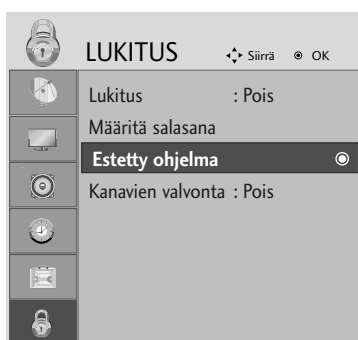 LUKITUS Siirrä OK
Lukitus : Pois
Määritä salasana
Estetty ohjelma
Kanavien valvonta : Pois